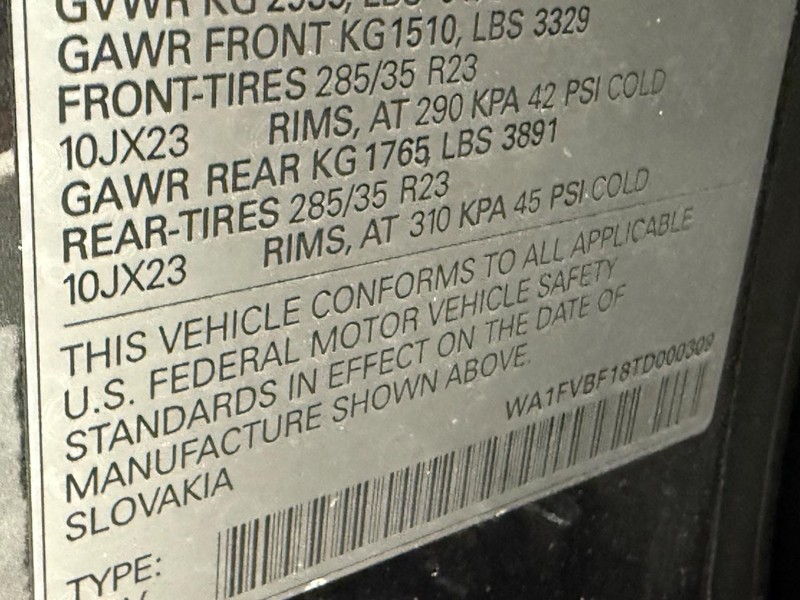 GVWR KG
GAWR FRONT KG1510, LBS 3329
FRONT-TIRES 285/35 R23
10JX23 RIMS, AT 290 KPA 42 PSI COLD
GAWR REAR KG1765, LBS 3891
REAR-TIRES 285/35 R23
10JX23 RIMS, AT 310 KPA 45 PSI COLD
THIS VEHICLE CONFORMS TO ALL APPLICABLE
U.S. FEDERAL MOTOR VEHICLE SAFETY
STANDARDS IN EFFECT ON THE DATE OF
MANUFACTURE SHOWN ABOVE.
SLOVAKIA
WA1FVBF18TD000309
TYPE: